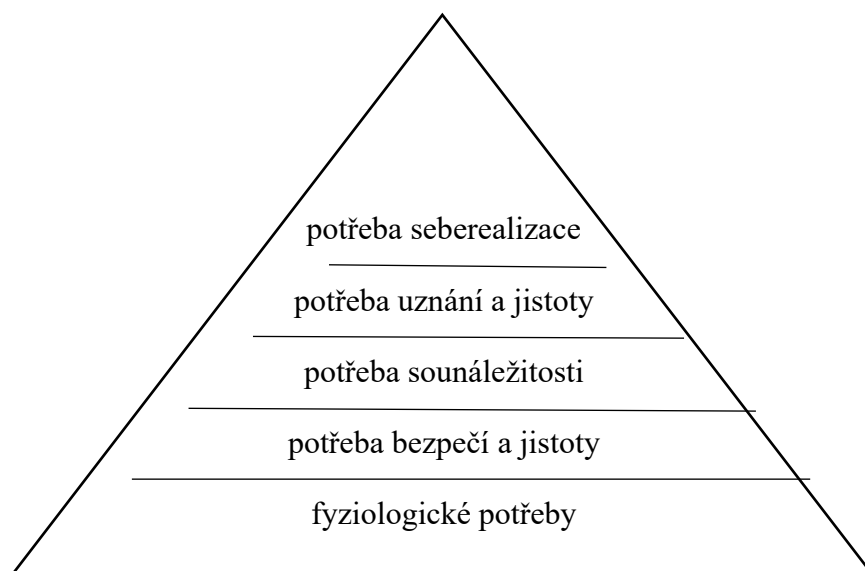 potřeba seberealizace
potřeba uznání a jistoty
potřeba sounáležitosti
potřeba bezpečí a jistoty
fyziologické potřeby